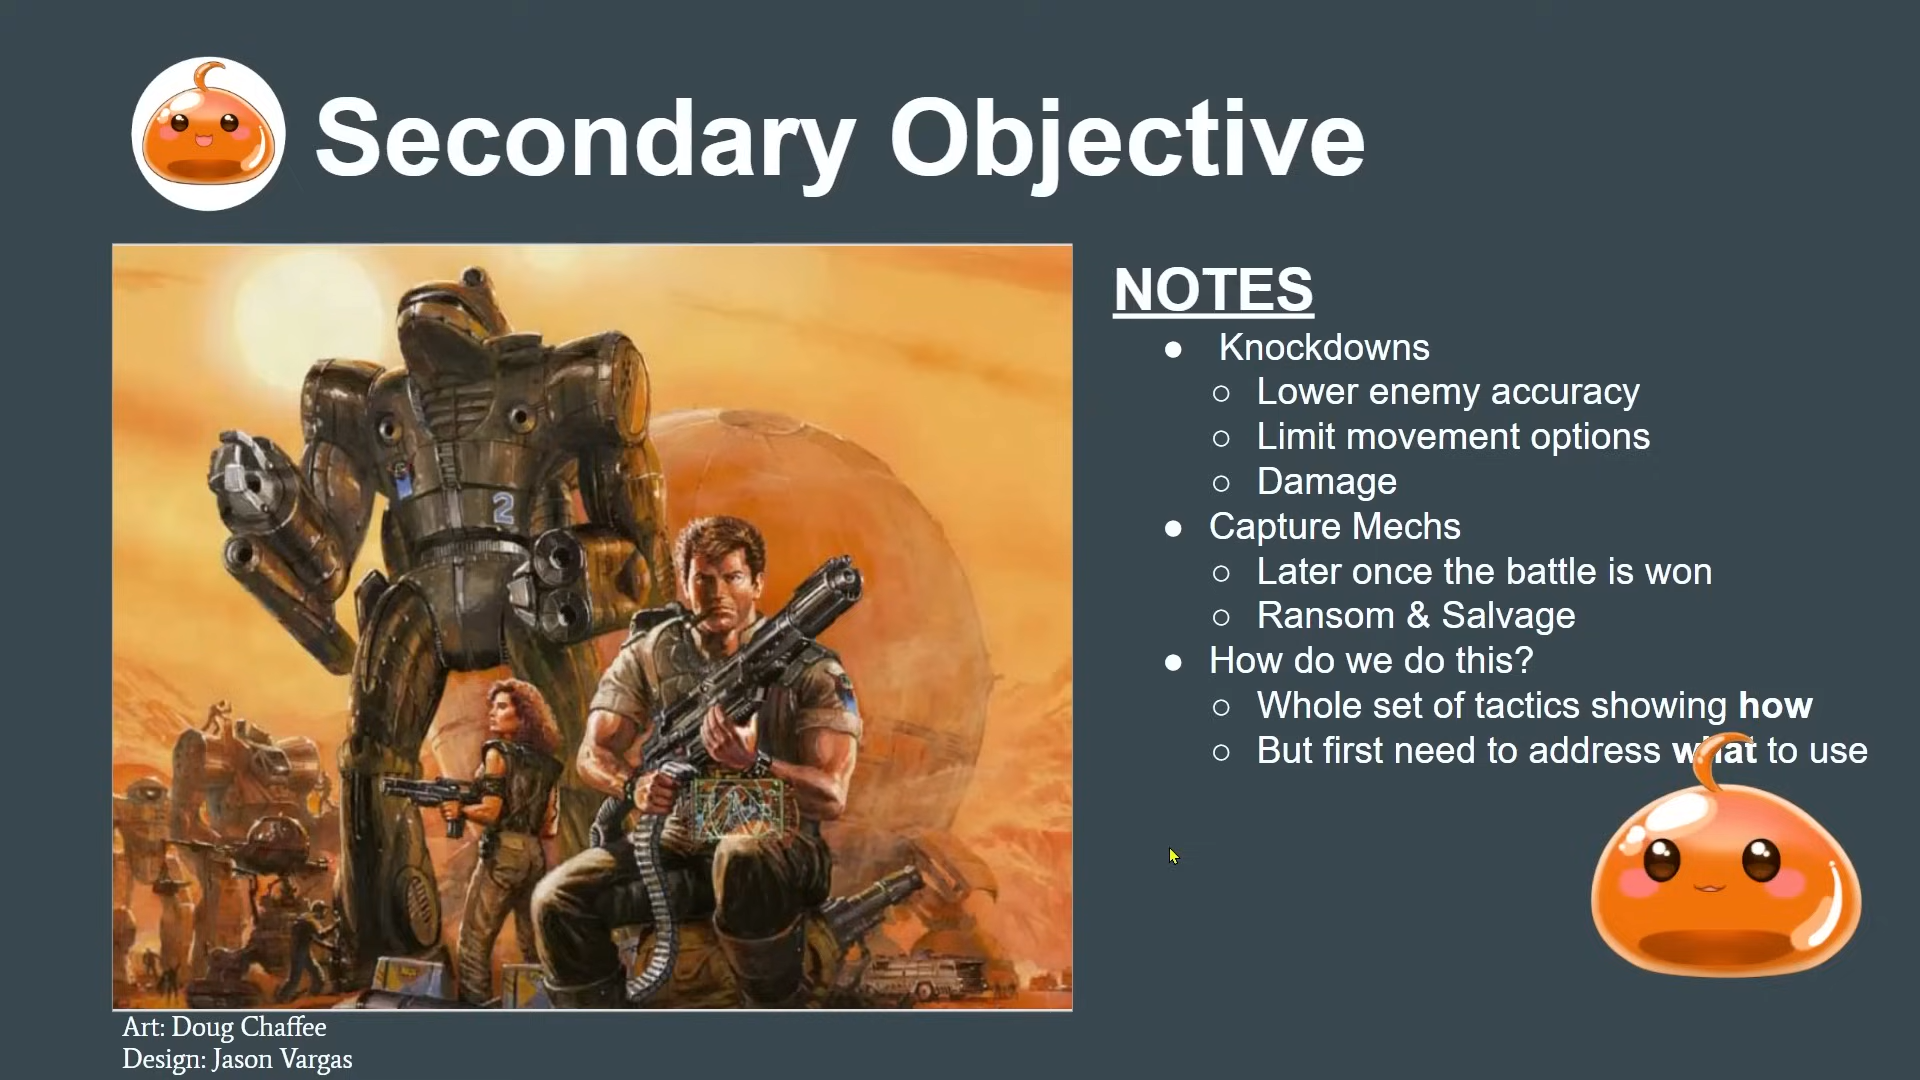 Secondary Objective
NOTES
● Knockdowns
○ Lower enemy accuracy
○ Limit movement options
○ Damage
● Capture Mechs
○ Later once the battle is won
○ Ransom & Salvage
● How do we do this?
○ Whole set of tactics showing how
○ But first need to address what to use
2
Art: Doug Chaffee
Design: Jason Vargas